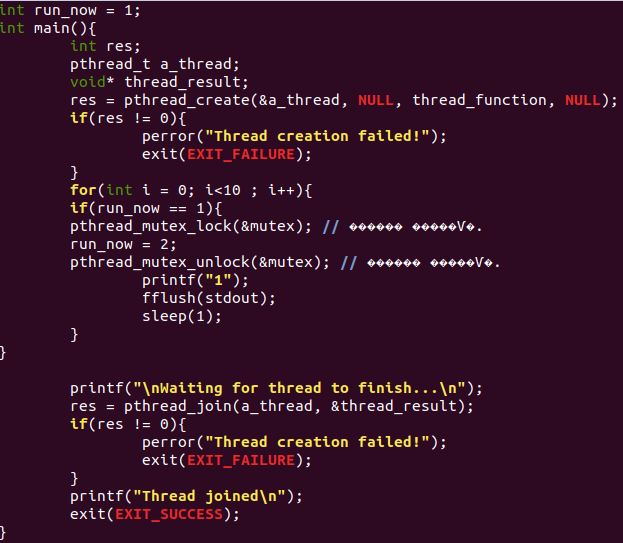 int run_now = 1;
int main(){
        int res;
        pthread_t a_thread;
        void* thread_result;
        res = pthread_create(&a_thread, NULL, thread_function, NULL);
        if(res != 0){
                perror("Thread creation failed!");
                exit(EXIT_FAILURE);
        }
        for(int i = 0; i<10 ; i++){
        if(run_now == 1){
        pthread_mutex_lock(&mutex); // ������ �����V�.
        run_now = 2;
        pthread_mutex_unlock(&mutex); // ������ �����V�.
                printf("1");
                fflush(stdout);
                sleep(1);
        }
}

        printf("\nWaiting for thread to finish...\n");
        res = pthread_join(a_thread, &thread_result);
        if(res != 0){
                perror("Thread creation failed!");
                exit(EXIT_FAILURE);
        }
        printf("Thread joined\n");
        exit(EXIT_SUCCESS);
}